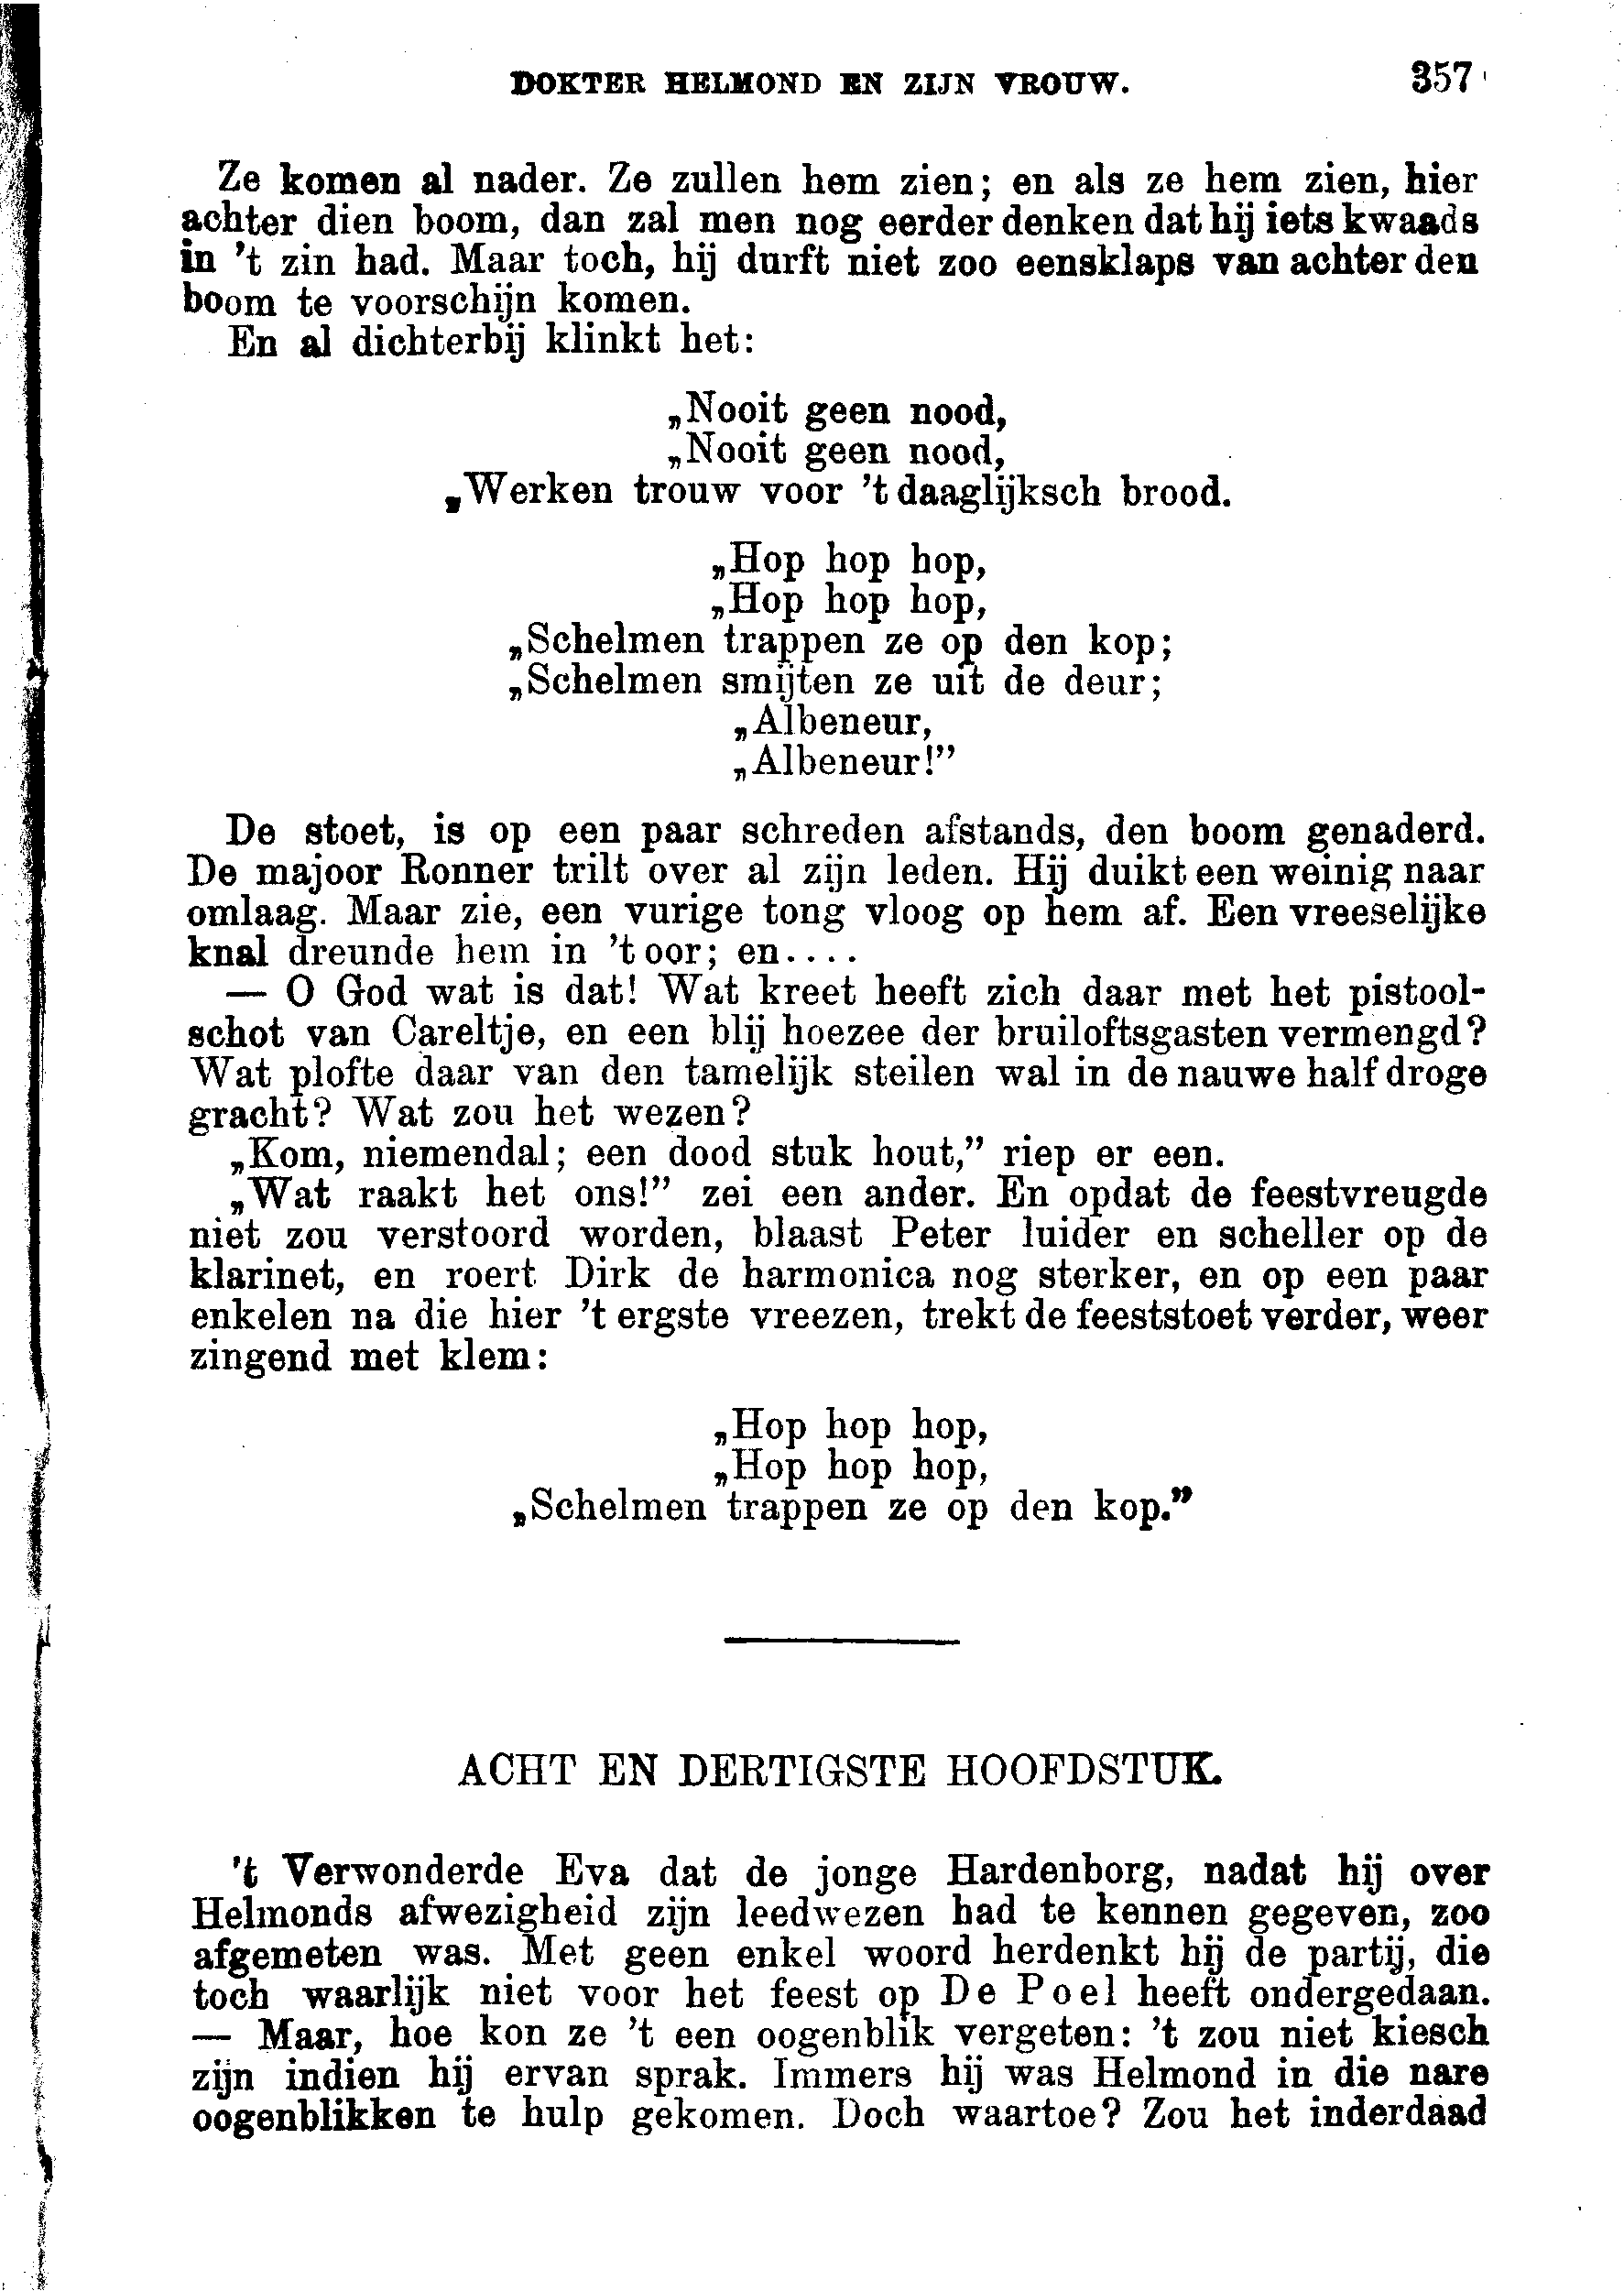 DOKTER HELMOND EN ZIJN VROUW. 357
Ze komen al nader. Ze zullen hem zien; en als ze hem zien, hier
achter dien boom, dan zal men nog eerder denken dat hij iets kwaads
in 't zin had. Maar toch, hij durft niet zoo eensklaps van achter den
boom te voorschijn komen.
En al dichterbij klinkt het:
„Nooit geen nood,
„Nooit geen nood,
„Werken trouw voor 't daaglijksch brood.
„Hop hop hop,
„Hop hop hop,
„Schelmen trappen ze op den kop;
„Schelmen smijten ze uit de deur;
„Albeneur,
„Albeneur!”
De stoet, is op een paar schreden afstands, den boom genaderd.
De majoor Ronner trilt over al zijn leden. Hij duikt een weinig naar
omlaag. Maar zie, een vurige tong vloog op hem af. Een vreeselijke
knal dreunde hem in 't oor; en....
— O God wat is dat! Wat kreet heeft zich daar met het pistool-
schot van Careltje, en een blij hoezee der bruiloftsgasten vermengd?
Wat plofte daar van den tamelijk steilen wal in de nauwe half droge
gracht? Wat zou het wezen?
„Kom, niemendal; een dood stuk hout,” riep er een.
„Wat raakt het ons!” zei een ander. En opdat de feestvreugde
niet zou verstoord worden, blaast Peter luider en scheller op de
klarinet, en roert Dirk de harmonica nog sterker, en op een paar
enkelen na die hier 't ergste vreezen, trekt de feeststoet verder, weer
zingend met klem:
„Hop hop hop,
„Hop hop hop,
„Schelmen trappen ze op den kop.”
ACHT EN DERTIGSTE HOOFDSTUK.
't Verwonderde Eva dat de jonge Hardenborg, nadat hij over
Helmonds afwezigheid zijn leedwezen had te kennen gegeven, zoo
afgemeten was. Met geen enkel woord herdenkt hij de partij, die
toch waarlijk niet voor het feest op De Poel heeft ondergedaan.
— Maar, hoe kon ze 't een oogenblik vergeten: 't zou niet kiesch
zijn indien hij ervan sprak. Immers hij was Helmond in die nare
oogenblikken te hulp gekomen. Doch waartoe? Zou het inderdaad